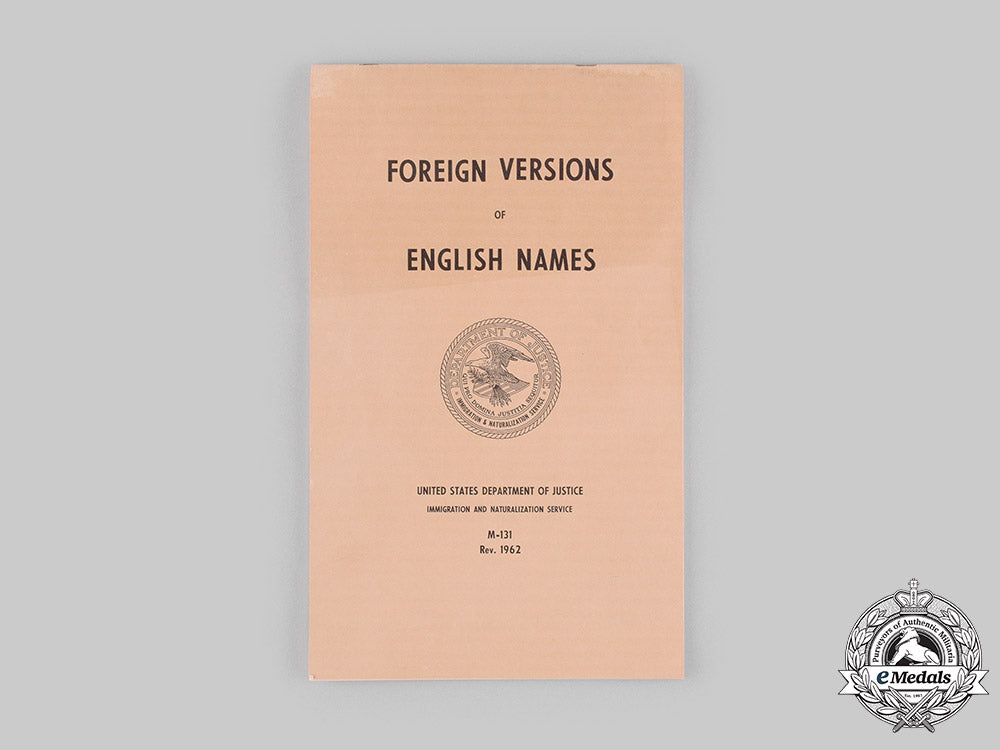 FOREIGN VERSIONS
OF
ENGLISH NAMES
DEPARTMENT OF JUSTICE
QUI PRO DOMINA JUSTITIA SEQUITUR
IMMIGRATION & NATURALIZATION SERVICE
UNITED STATES DEPARTMENT OF JUSTICE
IMMIGRATION AND NATURALIZATION SERVICE
M-131
Rev. 1962
Purveyors of Authentic Militaria
eMedals